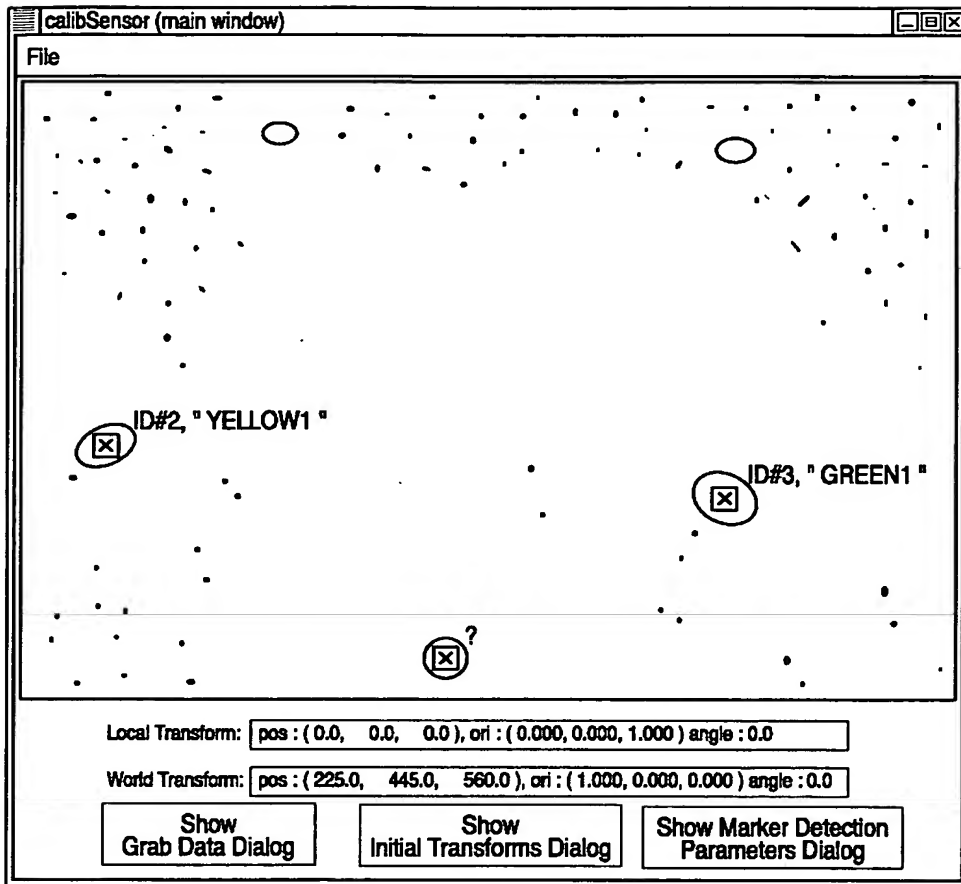 calibSensor (main window)
File
ID#2, " YELLOW1 "
ID#3, " GREEN1 "
?
Local Transform: pos : ( 0.0, 0.0, 0.0 ), ori : ( 0.000, 0.000, 1.000 ) angle : 0.0
World Transform: pos : ( 225.0, 445.0, 560.0 ), ori : ( 1.000, 0.000, 0.000 ) angle : 0.0
Show
Grab Data Dialog
Show
Initial Transforms Dialog
Show Marker Detection
Parameters Dialog